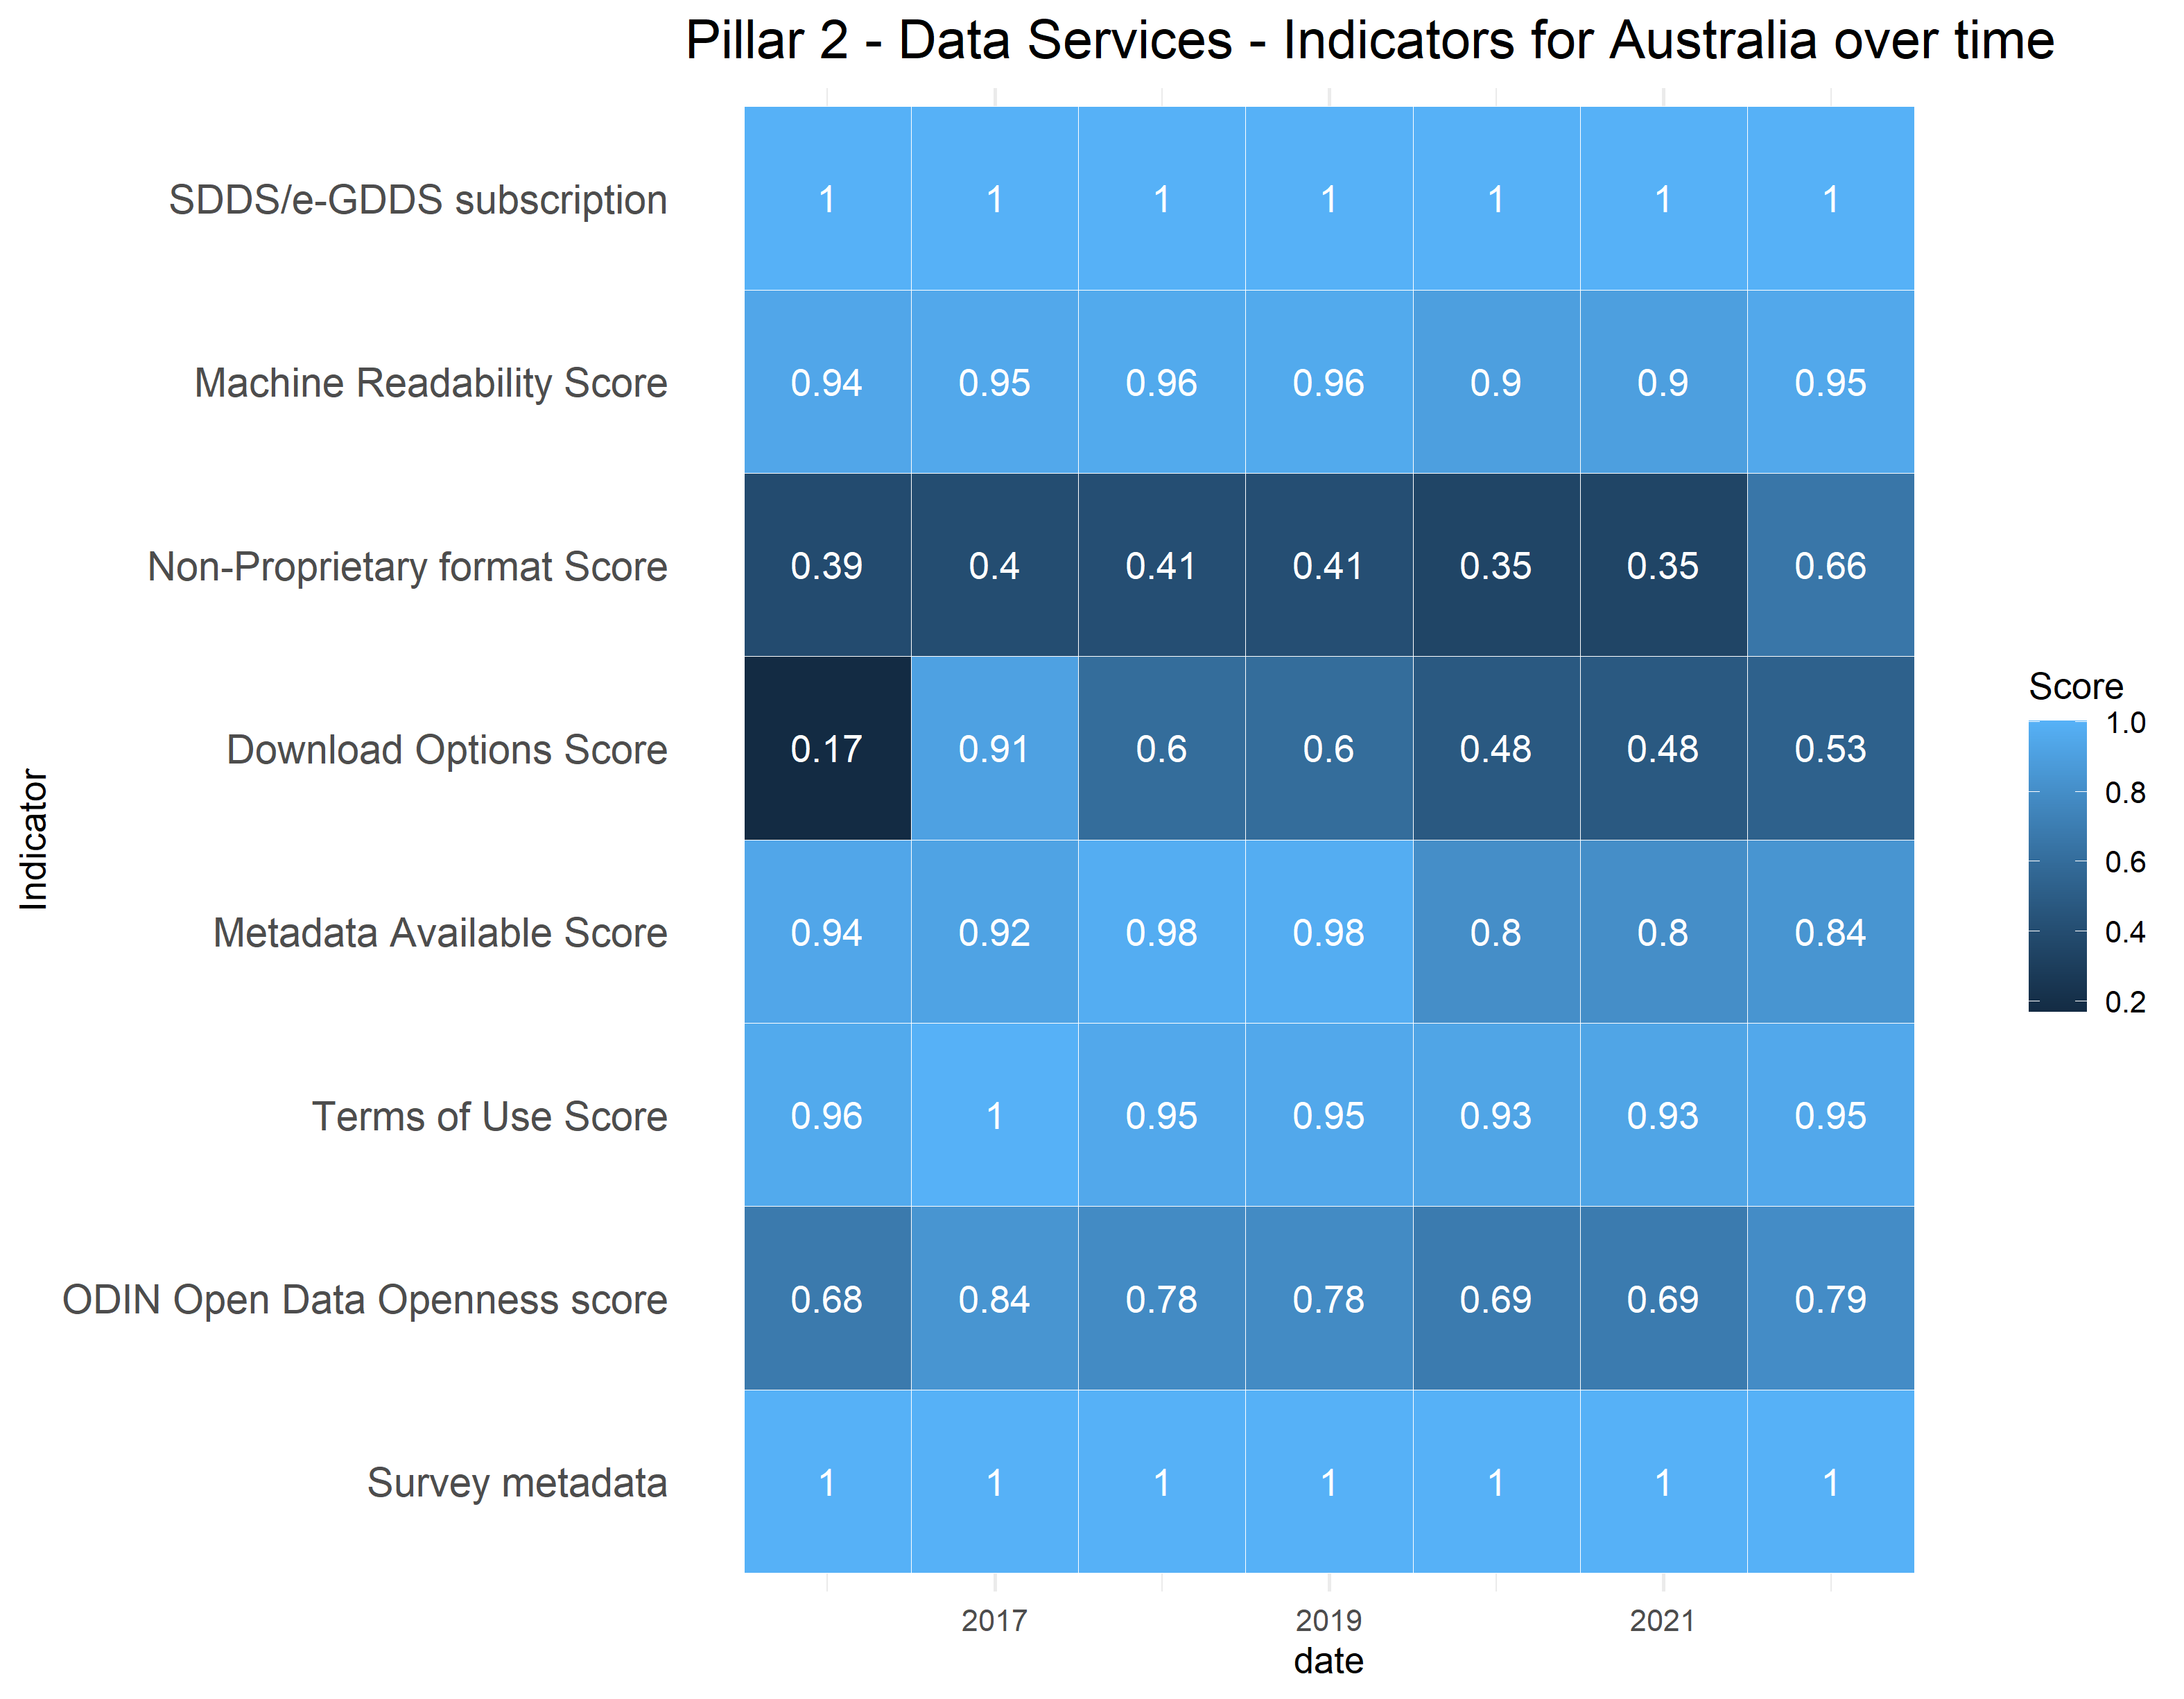 Pillar 2 - Data Services - Indicators for Australia over time
SDDS/e-GDDS subscription 1 1 1 1 1 1 1
Machine Readability Score 0.94 0.95 0.96 0.96 0.9 0.9 0.95
Non-Proprietary format Score 0.39 0.4 0.41 0.41 0.35 0.35 0.66
Download Options Score 0.17 0.91 0.6 0.6 0.48 0.48 0.53
Metadata Available Score 0.94 0.92 0.98 0.98 0.8 0.8 0.84
Terms of Use Score 0.96 1 0.95 0.95 0.93 0.93 0.95
ODIN Open Data Openness score 0.68 0.84 0.78 0.78 0.69 0.69 0.79
Survey metadata 1 1 1 1 1 1 1
2017 2019 2021
date
Indicator
Score
1.0
0.8
0.6
0.4
0.2